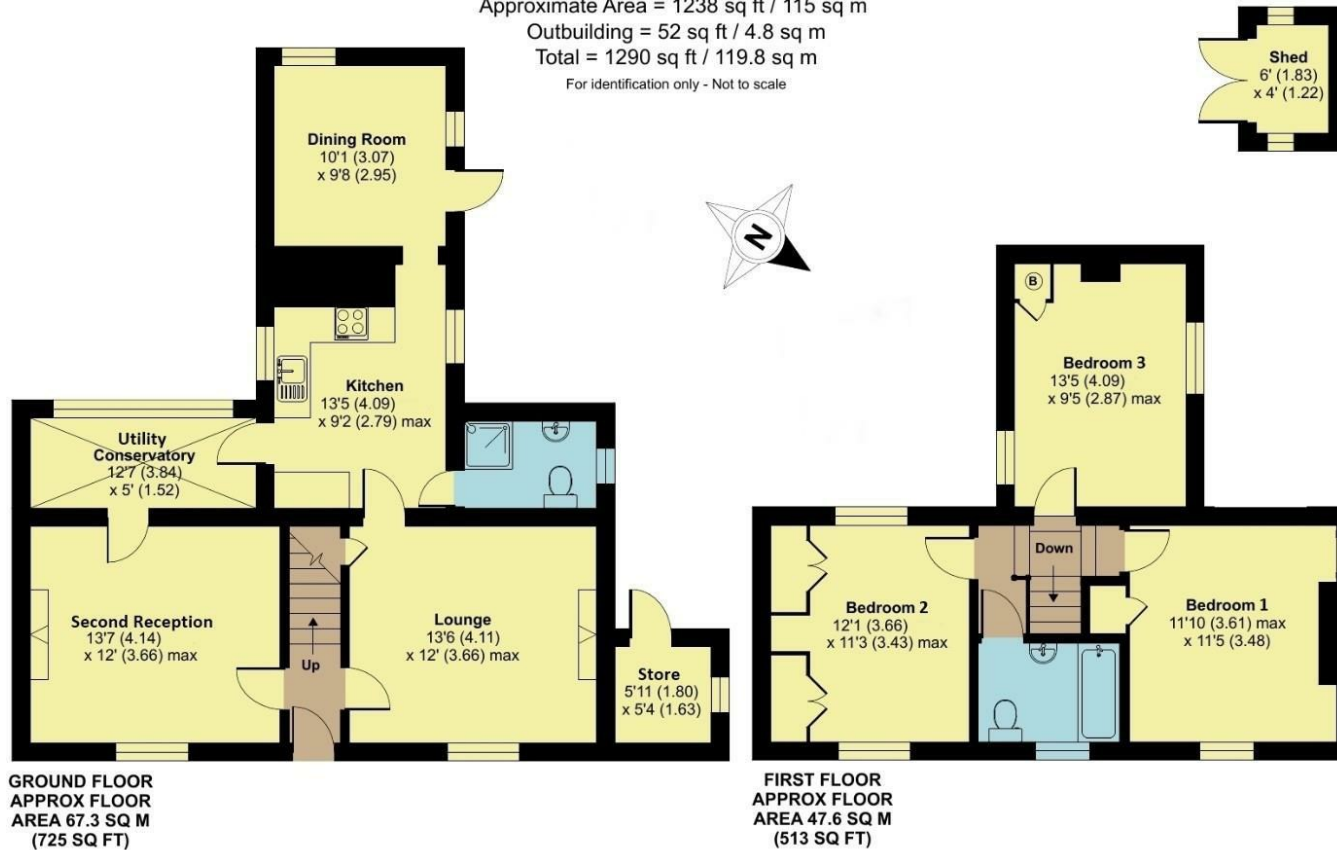 Approximate Area = 1238 sq ft / 115 sq m
Outbuilding = 52 sq ft / 4.8 sq m
Total = 1290 sq ft / 119.8 sq m
For identification only - Not to scale
Shed
6' (1.83)
x 4' (1.22)
Dining Room
10'1 (3.07)
x 9'8 (2.95)
N
Kitchen
13'5 (4.09)
x 9'2 (2.79) max
Utility
Conservatory
12'7 (3.84)
x 5' (1.52)
Second Reception
13'7 (4.14)
x 12' (3.66) max
Up
Lounge
13'6 (4.11)
x 12' (3.66) max
Store
5'11 (1.80)
x 5'4 (1.63)
GROUND FLOOR
APPROX FLOOR
AREA 67.3 SQ M
(725 SQ FT)
B
Bedroom 3
13'5 (4.09)
x 9'5 (2.87) max
Down
Bedroom 2
12'1 (3.66)
x 11'3 (3.43) max
Bedroom 1
11'10 (3.61) max
x 11'5 (3.48)
FIRST FLOOR
APPROX FLOOR
AREA 47.6 SQ M
(513 SQ FT)